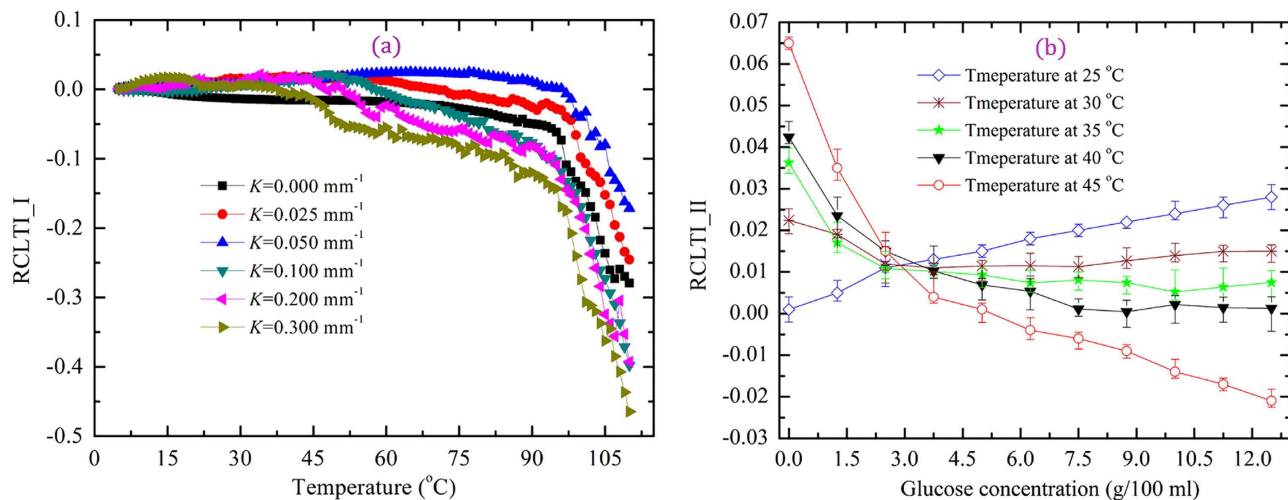 0.1
0.0
-0.1
-0.2
-0.3
-0.4
-0.5
RCLTI_I
(a)
K=0.000 mm⁻¹
K=0.025 mm⁻¹
K=0.050 mm⁻¹
K=0.100 mm⁻¹
K=0.200 mm⁻¹
K=0.300 mm⁻¹
0 15 30 45 60 75 90 105
Temperature (°C)
0.07
0.06
0.05
0.04
0.03
0.02
0.01
0.00
-0.01
-0.02
-0.03
RCLTI_II
(b)
Tmeperature at 25 °C
Tmeperature at 30 °C
Tmeperature at 35 °C
Tmeperature at 40 °C
Tmeperature at 45 °C
0.0 1.5 3.0 4.5 6.0 7.5 9.0 10.5 12.0
Glucose concentration (g/100 ml)